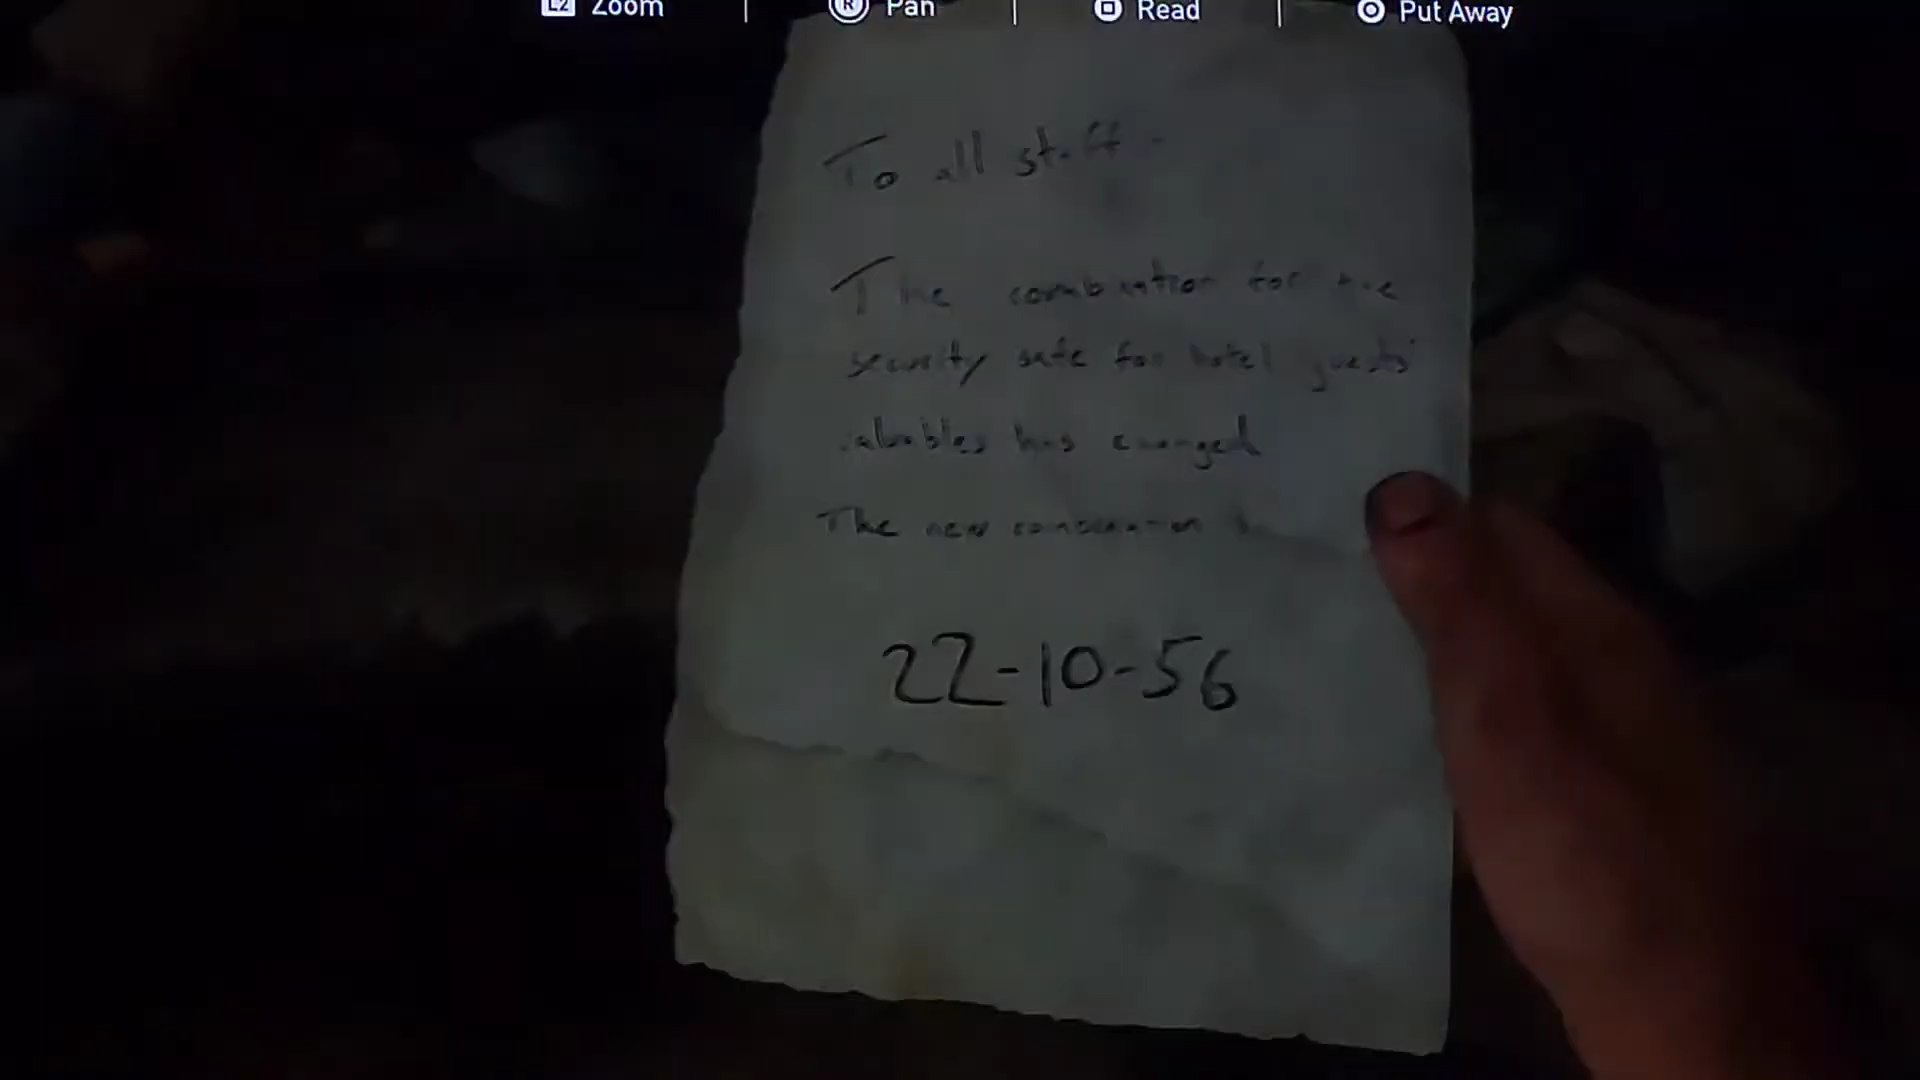 L2 Zoom | R Pan | Read | Put Away
To all staff -
The combination for the
security safe for hotel guests'
valuables has changed
The new combination
22-10-56